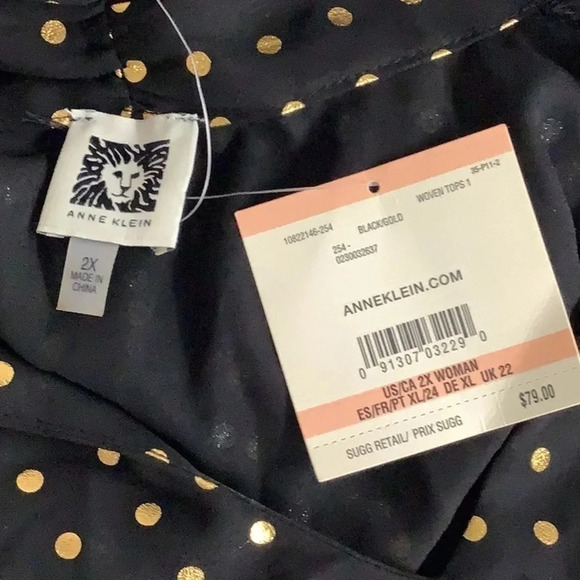 ANNE KLEIN
2X
MADE IN
CHINA
35-P11-2
10822146-254 BLACK/GOLD WOVEN TOPS 1
254 -
0230032637
ANNEKLEIN.COM
0 91307 03229 0
US/CA 2X WOMAN
ES/FR/PT XL/24 DE XL UK 22
$79.00
SUGG RETAIL/ PRIX SUGG